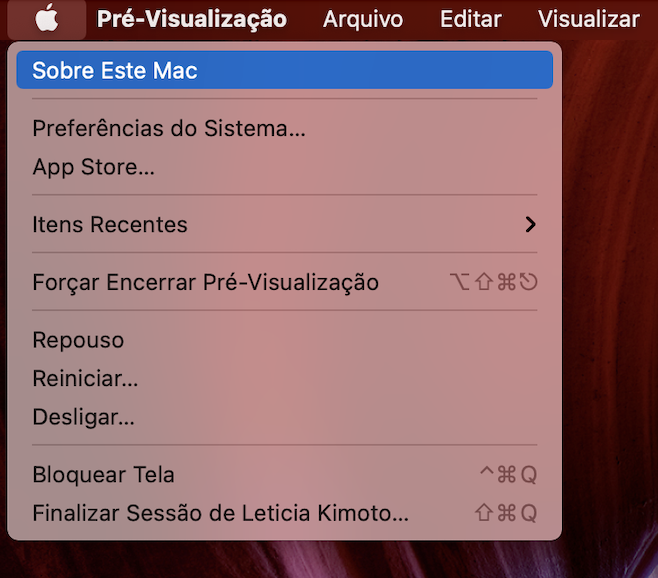 Pré-Visualização Arquivo Editar Visualizar
Sobre Este Mac
Preferências do Sistema...
App Store...
Itens Recentes
Forçar Encerrar Pré-Visualização ⌥⇧⌘⎋
Repouso
Reiniciar...
Desligar...
Bloquear Tela ^⌘Q
Finalizar Sessão de Leticia Kimoto... ⇧⌘Q